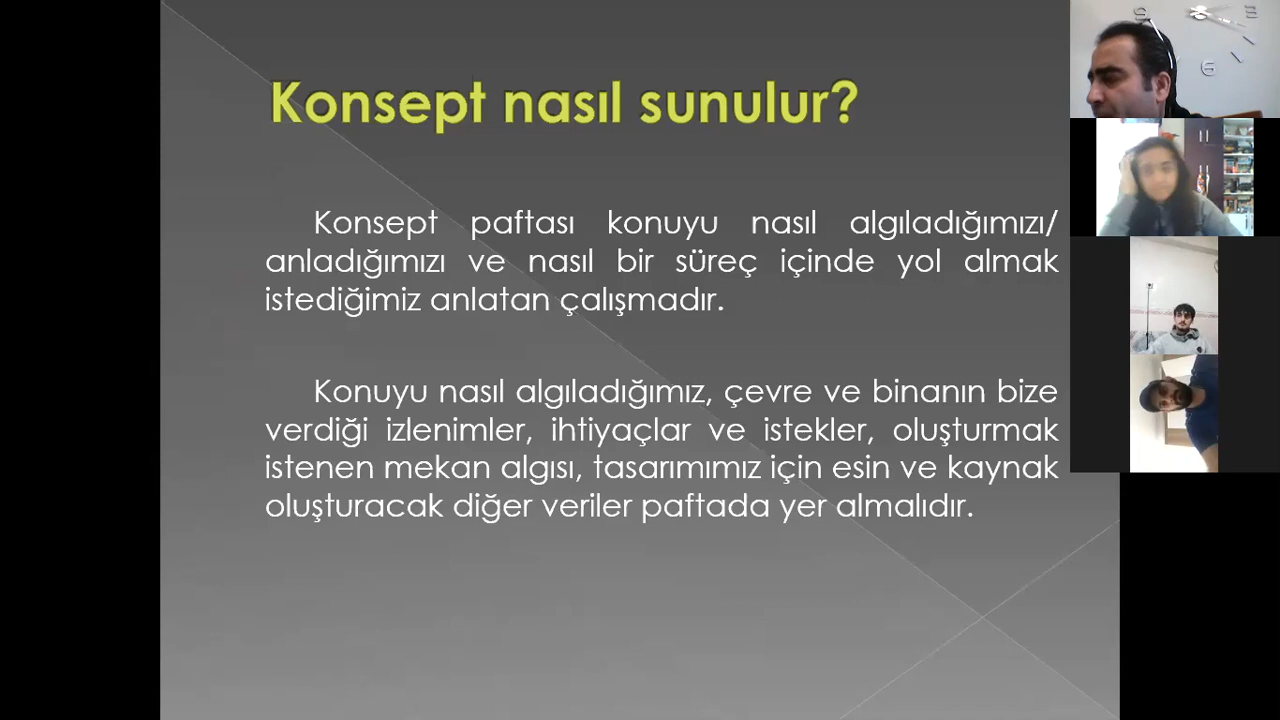 Konsept nasıl sunulur?
Konsept paftası konuyu nasıl algıladığımızı/
anladığımızı ve nasıl bir süreç içinde yol almak
istediğimiz anlatan çalışmadır.
Konuyu nasıl algıladığımız, çevre ve binanın bize
verdiği izlenimler, ihtiyaçlar ve istekler, oluşturmak
istenen mekan algısı, tasarımımız için esin ve kaynak
oluşturacak diğer veriler paftada yer almalıdır.